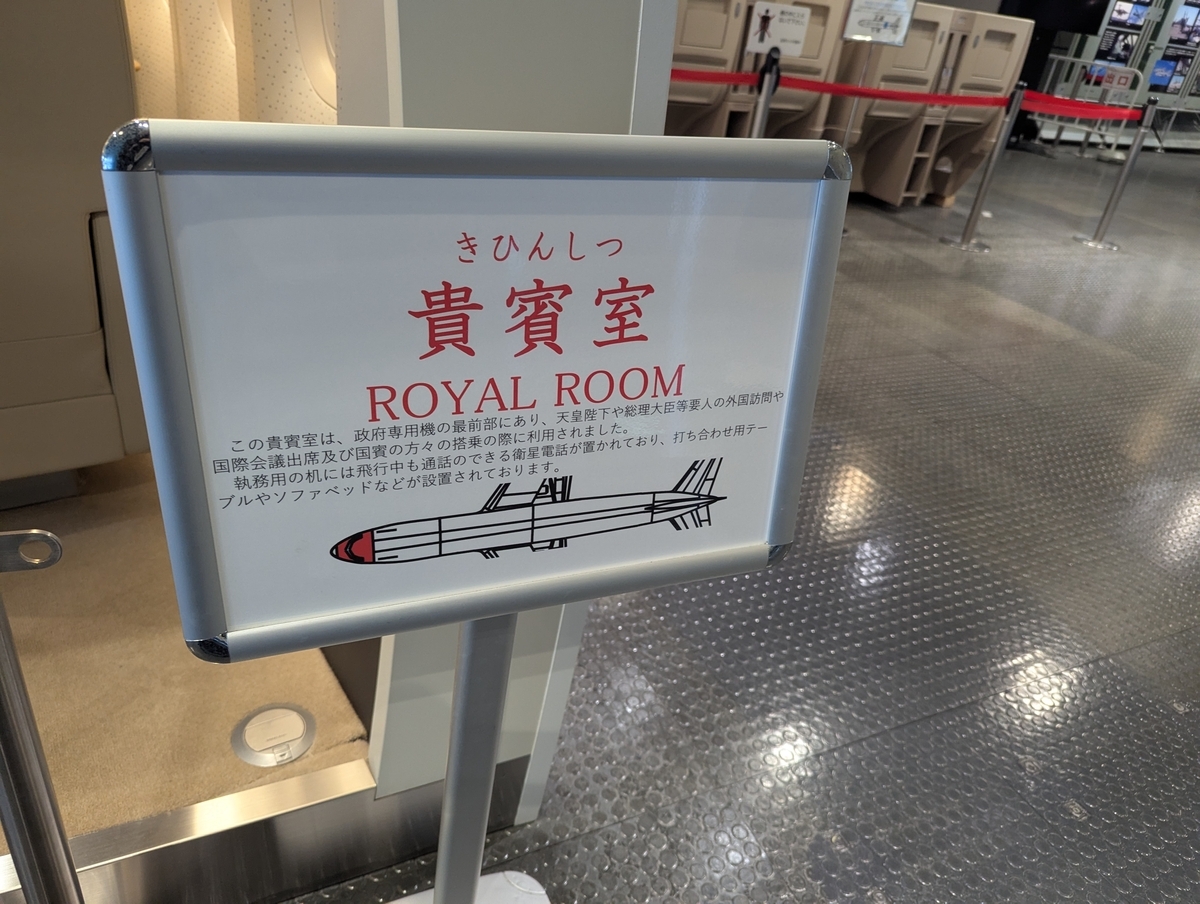 きひんしつ
貴賓室
ROYAL ROOM
この貴賓室は、政府専用機の最前部にあり、天皇陛下や総理大臣等要人の外国訪問や
国際会議出席及び国賓の方々の搭乗の際に利用されました。
執務用の机には飛行中も通話のできる衛星電話が置かれており、打ち合わせ用テー
ブルやソファベッドなどが設置されております。